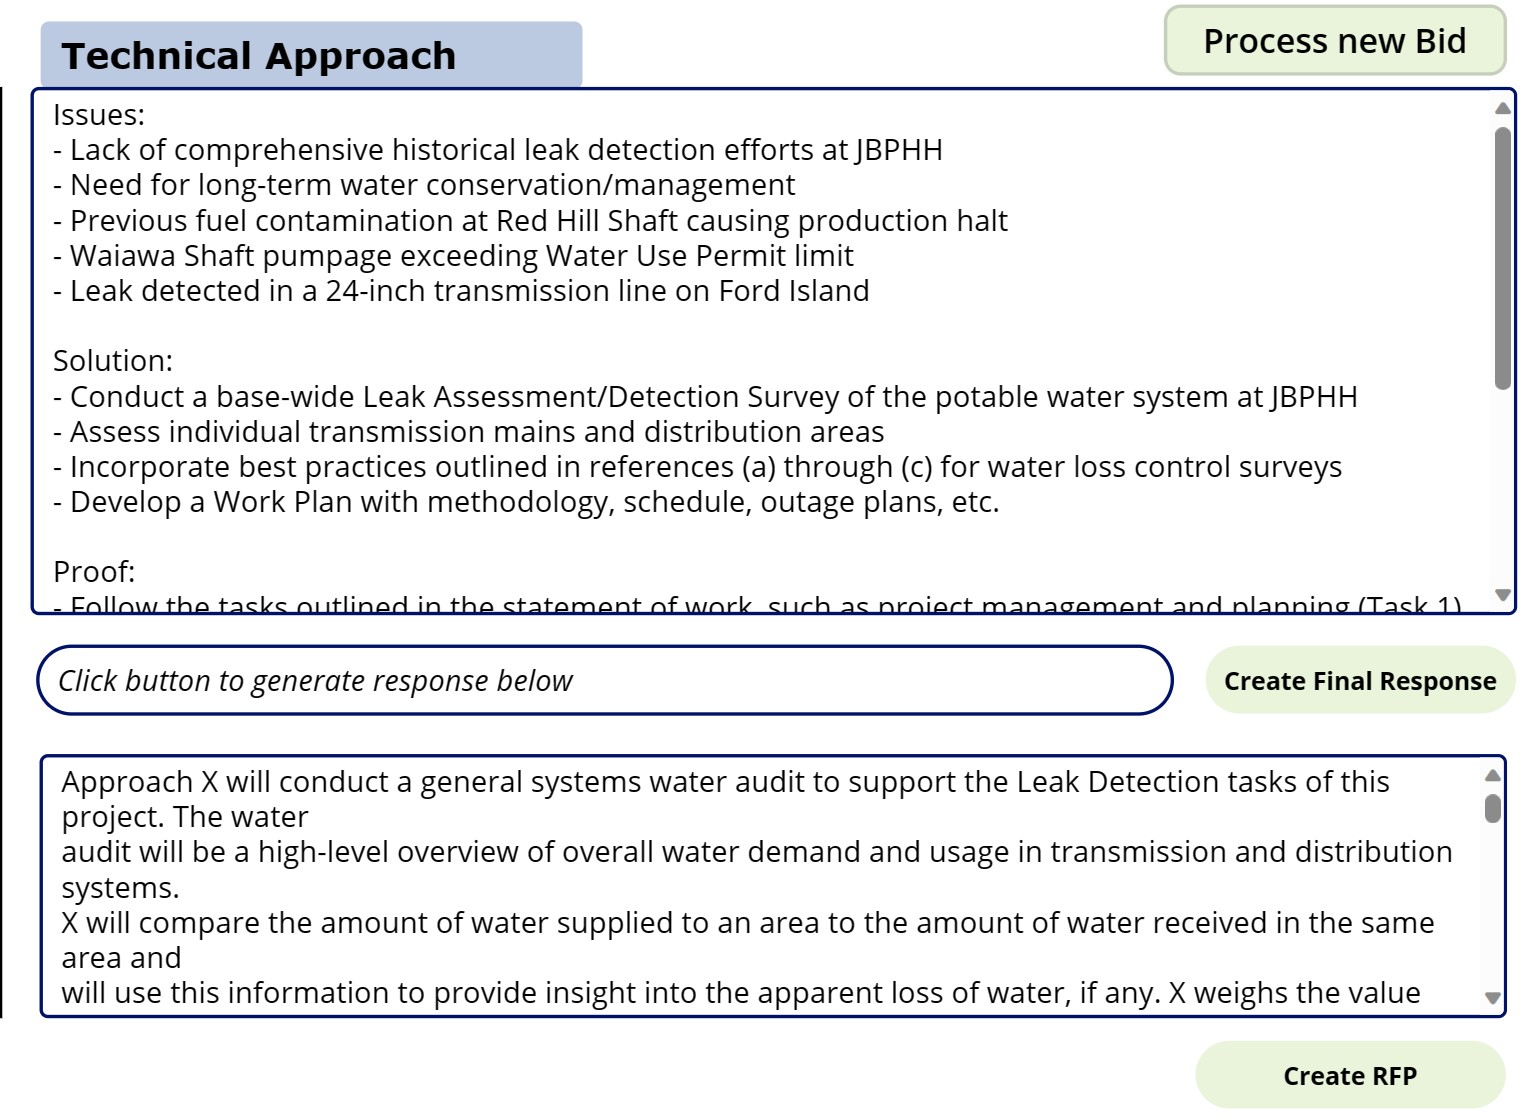 Technical Approach
Process new Bid
Issues:
- Lack of comprehensive historical leak detection efforts at JBPHH
- Need for long-term water conservation/management
- Previous fuel contamination at Red Hill Shaft causing production halt
- Waiawa Shaft pumpage exceeding Water Use Permit limit
- Leak detected in a 24-inch transmission line on Ford Island
Solution:
- Conduct a base-wide Leak Assessment/Detection Survey of the potable water system at JBPHH
- Assess individual transmission mains and distribution areas
- Incorporate best practices outlined in references (a) through (c) for water loss control surveys
- Develop a Work Plan with methodology, schedule, outage plans, etc.
Proof:
- Follow the tasks outlined in the statement of work, such as project management and planning (Task 1)
Click button to generate response below
Create Final Response
Approach X will conduct a general systems water audit to support the Leak Detection tasks of this
project. The water
audit will be a high-level overview of overall water demand and usage in transmission and distribution
systems.
X will compare the amount of water supplied to an area to the amount of water received in the same
area and
will use this information to provide insight into the apparent loss of water, if any. X weighs the value
Create RFP